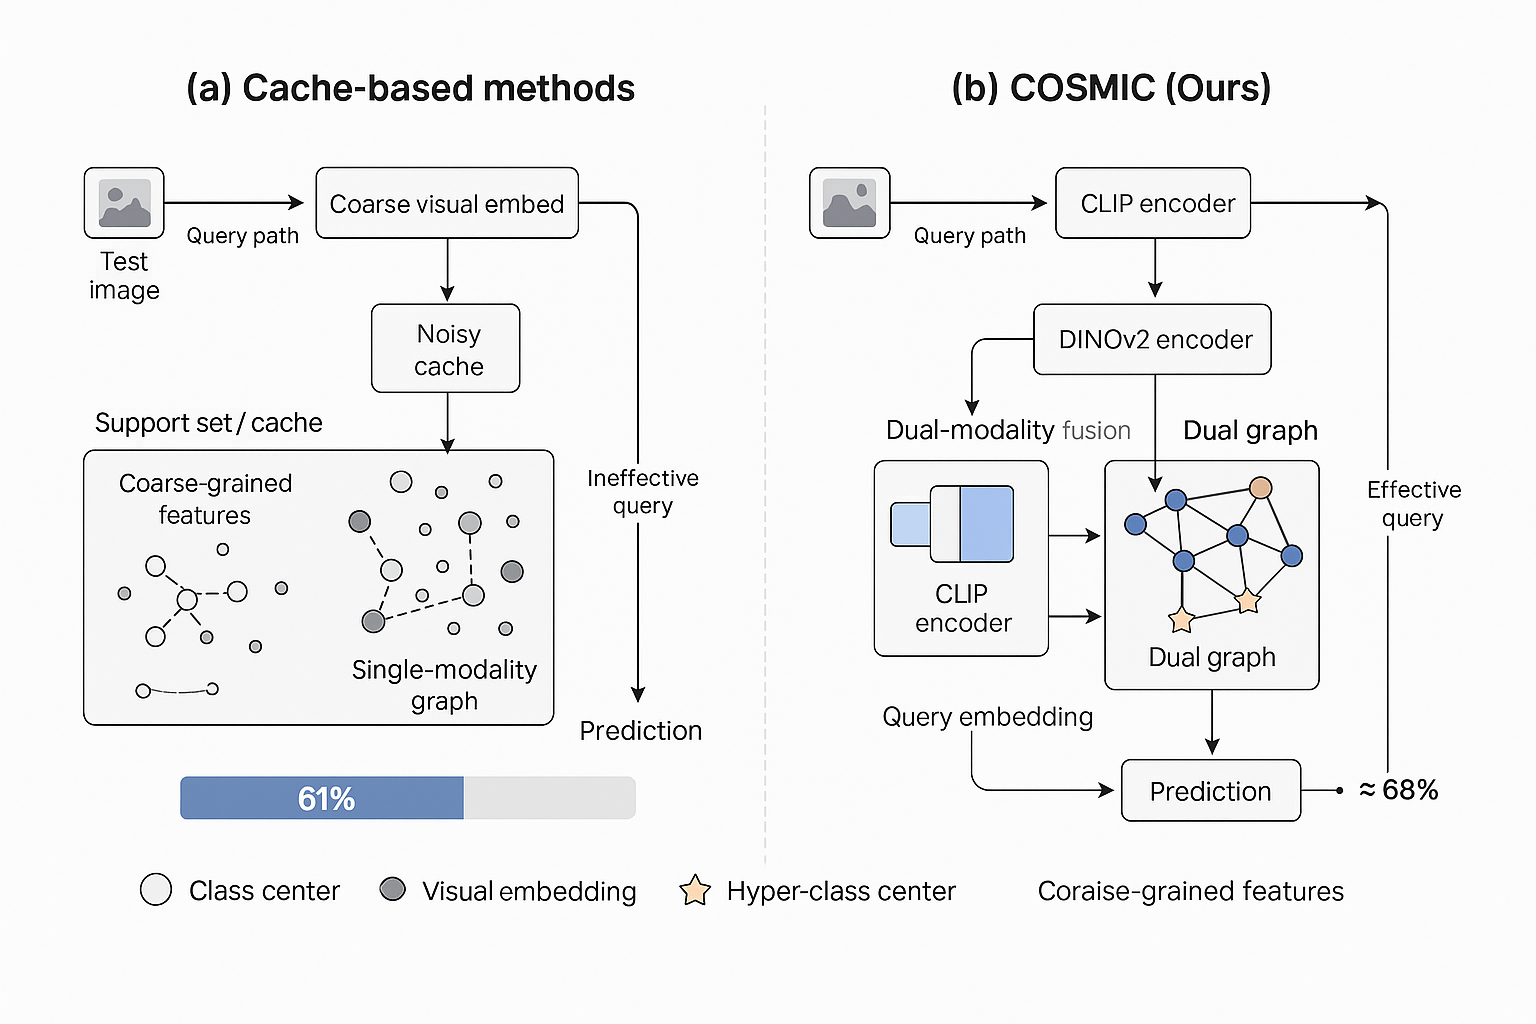 (a) Cache-based methods
Coarse visual embed
Query path
Test
image
Noisy
cache
Support set / cache
Coarse-grained
features
Single-modality
graph
Ineffective
query
Prediction
61%
(b) COSMIC (Ours)
CLIP encoder
Query path
DINOv2 encoder
Dual-modality fusion
Dual graph
CLIP
encoder
Dual graph
Effective
query
Query embedding
Prediction
≈ 68%
Class center
Visual embedding
Hyper-class center
Coraise-grained features